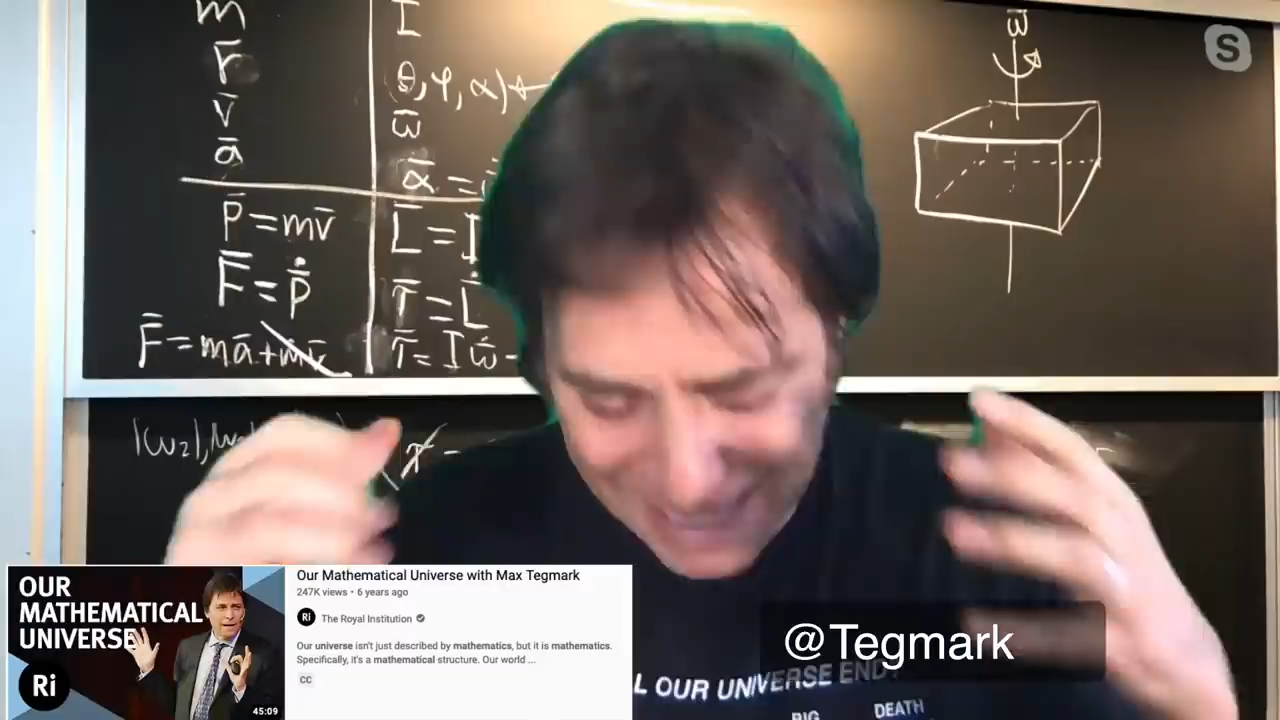 m̄
r̄
v̄
ā
p̄ = mv̄
F̄ = ṗ̄
F̄ = mā + ṁv̄
I
θ, φ, α)
ω̄
ᾱ =
L̄ = I
τ̄ = L̄̇
τ̄ = I ω̄̇ -
ω̄
S
OUR
MATHEMATICAL
UNIVERSE
Ri
45:09
Our Mathematical Universe with Max Tegmark
247K views • 6 years ago
Ri The Royal Institution
Our universe isn't just described by mathematics, but it is mathematics.
Specifically, it's a mathematical structure. Our world ...
CC
@Tegmark
L OUR UNIVERSE END?
BIG DEATH